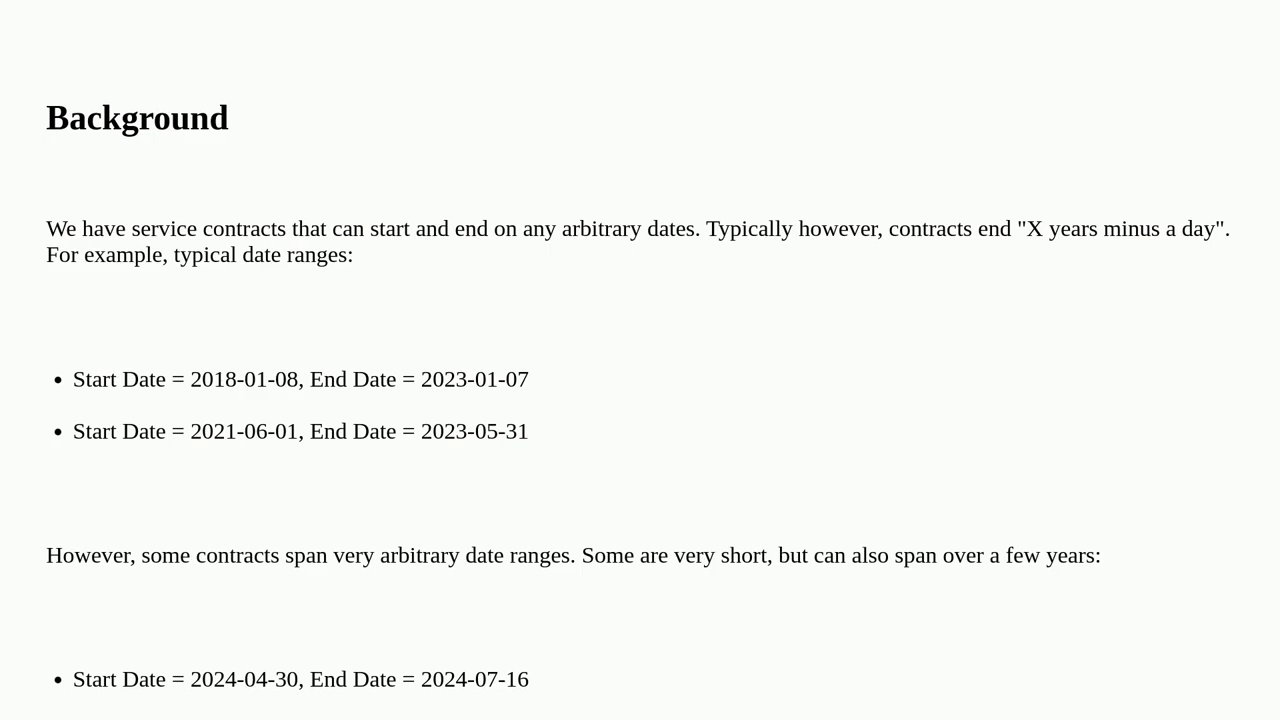 Background
We have service contracts that can start and end on any arbitrary dates. Typically however, contracts end "X years minus a day".
For example, typical date ranges:
• Start Date = 2018-01-08, End Date = 2023-01-07
• Start Date = 2021-06-01, End Date = 2023-05-31
However, some contracts span very arbitrary date ranges. Some are very short, but can also span over a few years:
• Start Date = 2024-04-30, End Date = 2024-07-16